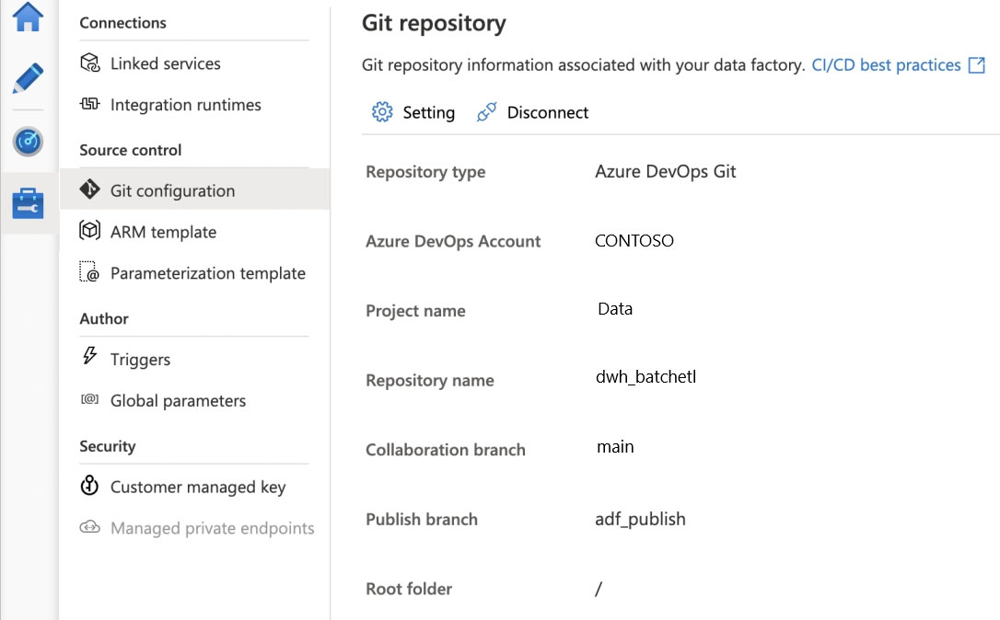 Connections
Linked services
Integration runtimes
Source control
Git configuration
ARM template
Parameterization template
Author
Triggers
Global parameters
Security
Customer managed key
Managed private endpoints
Git repository
Git repository information associated with your data factory. CI/CD best practices
Setting Disconnect
Repository type Azure DevOps Git
Azure DevOps Account CONTOSO
Project name Data
Repository name dwh_batchetl
Collaboration branch main
Publish branch adf_publish
Root folder /